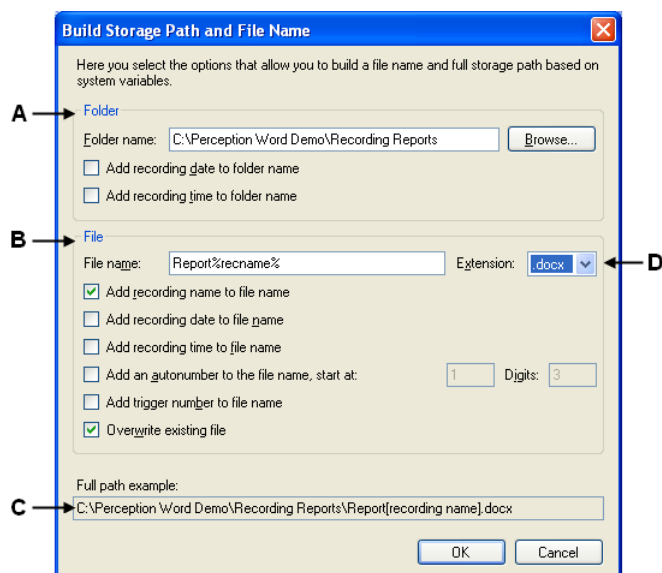 Build Storage Path and File Name
Here you select the options that allow you to build a file name and full storage path based on
system variables.
A
Folder
Folder name: C:\Perception Word Demo\Recording Reports Browse...
Add recording date to folder name
Add recording time to folder name
B
File
File name: Report%recname% Extension: .docx
D
Add recording name to file name
Add recording date to file name
Add recording time to file name
Add an autonumber to the file name, start at: 1 Digits: 3
Add trigger number to file name
Overwrite existing file
Full path example:
C
C:\Perception Word Demo\Recording Reports\Report[recording name].docx
OK Cancel